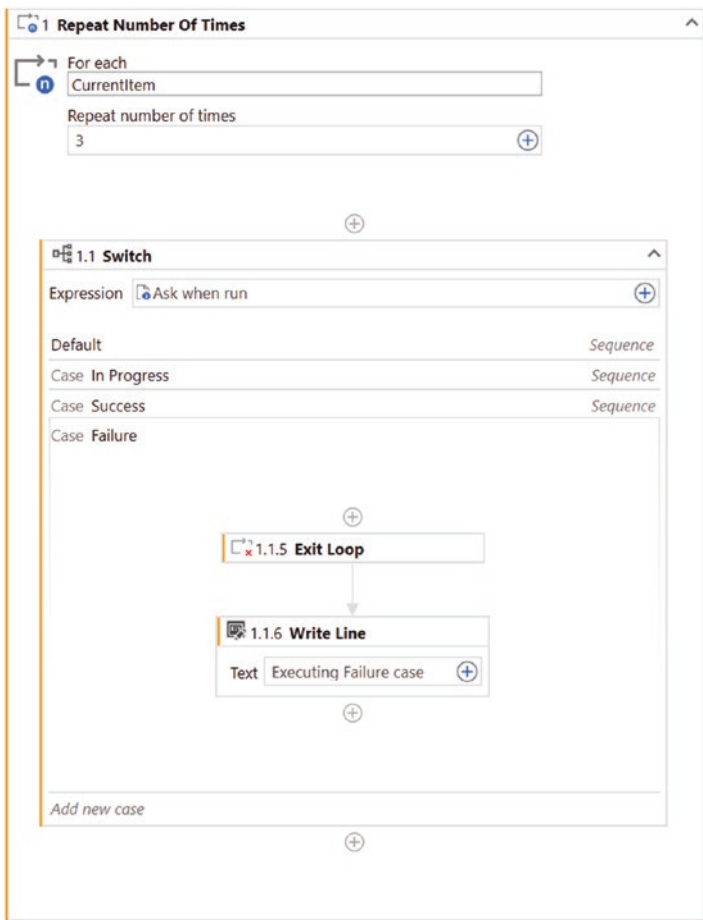 1 Repeat Number Of Times
For each
n CurrentItem
Repeat number of times
3
1.1 Switch
Expression Ask when run
Default Sequence
Case In Progress Sequence
Case Success Sequence
Case Failure
1.1.5 Exit Loop
1.1.6 Write Line
Text Executing Failure case
Add new case